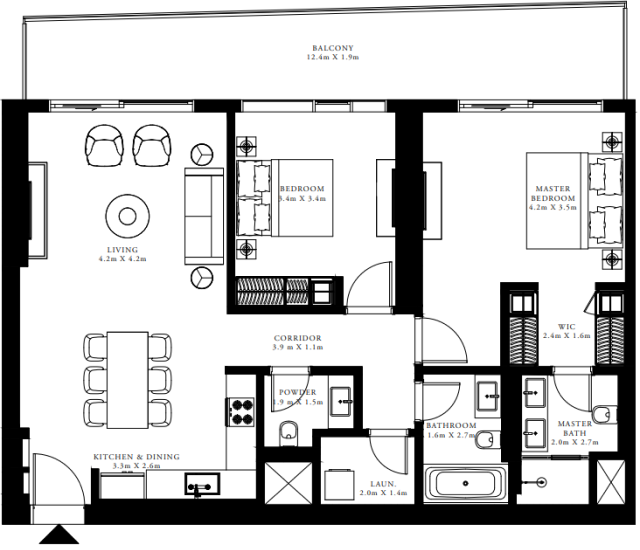 BALCONY
12.4m X 1.9m
BEDROOM
3.4m X 3.4m
MASTER
BEDROOM
4.2m X 3.5m
LIVING
4.2m X 4.2m
WIC
2.4m X 1.6m
CORRIDOR
3.9 m X 1.1m
POWDER
1.9 m X 1.5m
BATHROOM
1.6m X 2.7m
MASTER
BATH
2.0m X 2.7m
KITCHEN & DINING
3.3m X 2.6m
LAUN.
2.0m X 1.4m